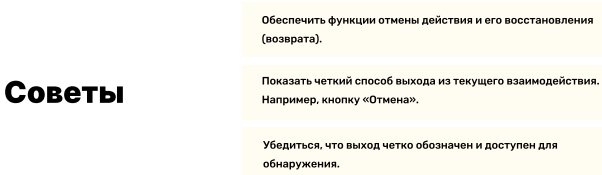 Советы
Обеспечить функции отмены действия и его восстановления
(возврата).
Показать четкий способ выхода из текущего взаимодействия.
Например, кнопку «Отмена».
Убедиться, что выход четко обозначен и доступен для
обнаружения.